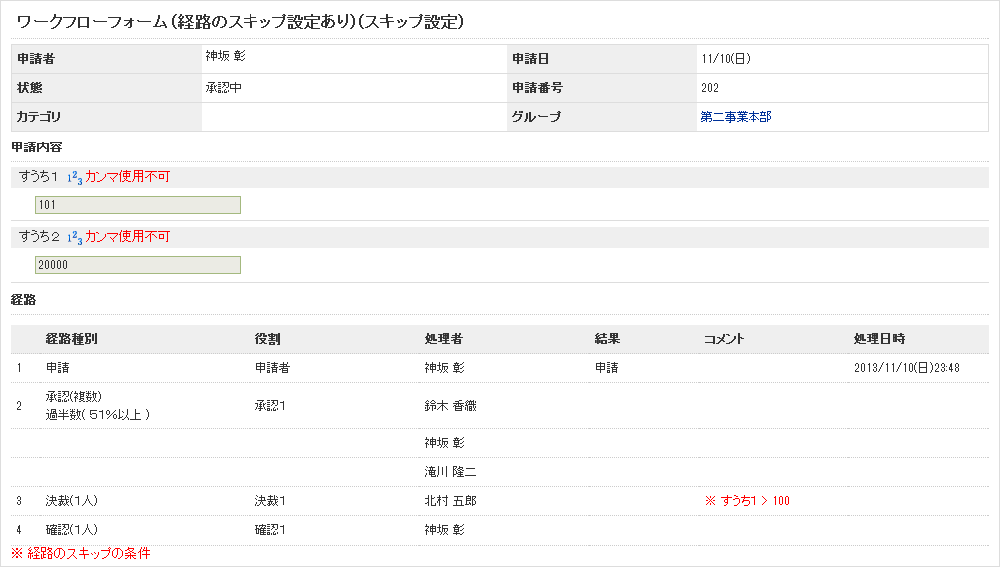 ワークフローフォーム(経路のスキップ設定あり)(スキップ設定)
申請者 神坂 彰 申請日 11/10(日)
状態 承認中 申請番号 202
カテゴリ グループ 第二事業本部
申請内容
すうち1 123 カンマ使用不可
101
すうち2 123 カンマ使用不可
20000
経路
経路種別 役割 処理者 結果 コメント 処理日時
1 申請 申請者 神坂 彰 申請 2013/11/10(日)23:48
2 承認(複数) 承認1 鈴木 香織
過半数( 51%以上 )
神坂 彰
滝川 隆二
3 決裁(1人) 決裁1 北村 五郎 ※ すうち1 > 100
4 確認(1人) 確認1 神坂 彰
※ 経路のスキップの条件